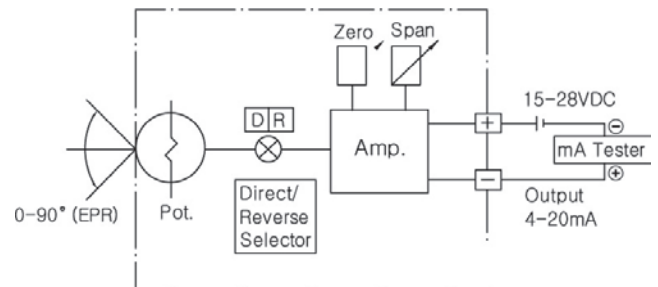 Zero
Span
15-28VDC
D R
+
⊖
Amp.
mA Tester
−
⊕
0-90° (EPR)
Pot.
Direct/
Reverse
Selector
Output
4-20mA